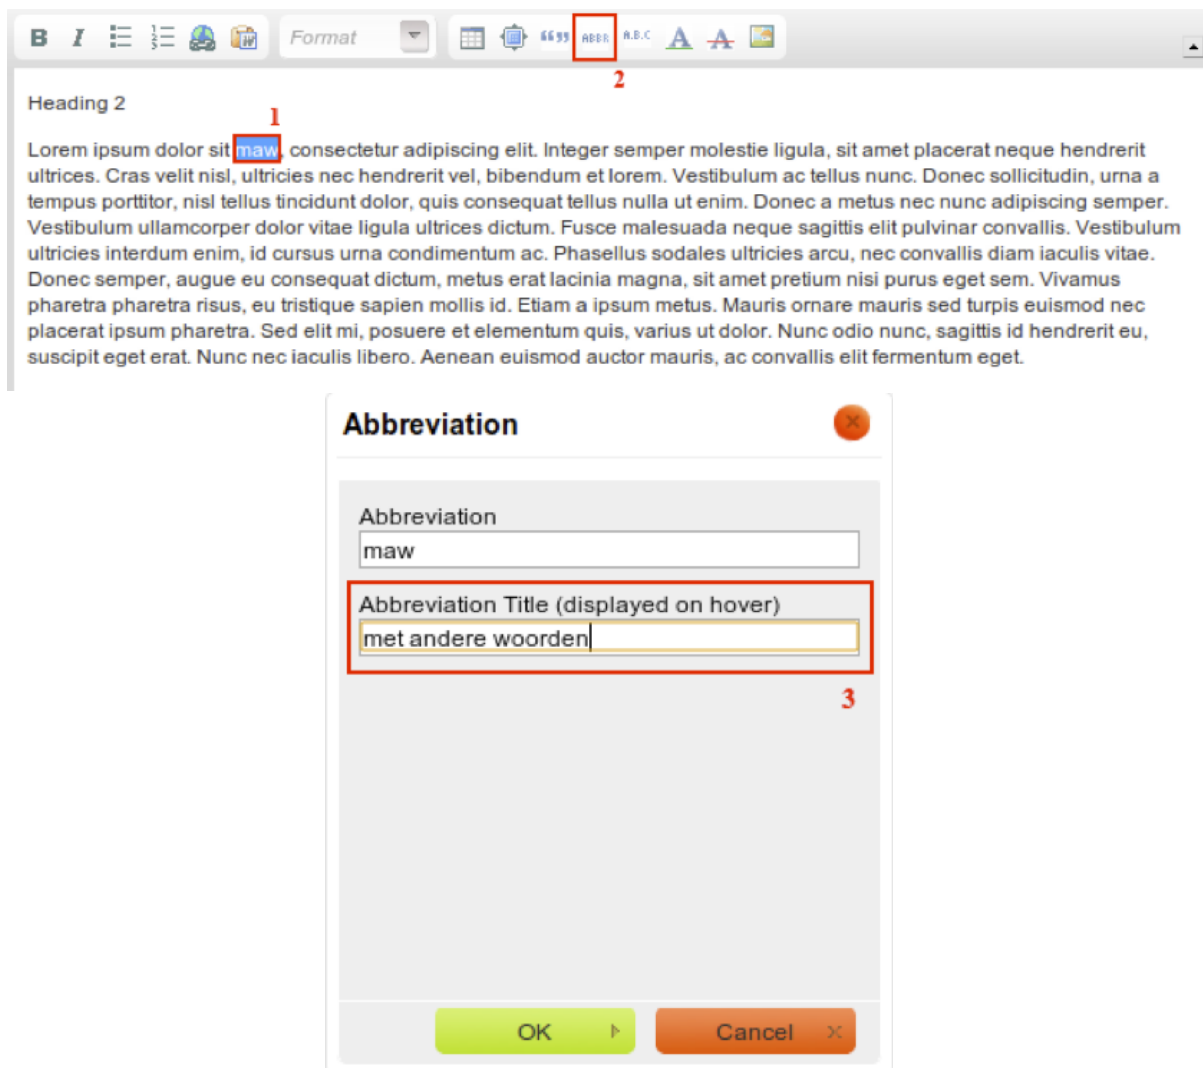 B I Format ““ ”” ABBR A.B.C A A
2
Heading 2
1
Lorem ipsum dolor sit maw, consectetur adipiscing elit. Integer semper molestie ligula, sit amet placerat neque hendrerit
ultrices. Cras velit nisl, ultricies nec hendrerit vel, bibendum et lorem. Vestibulum ac tellus nunc. Donec sollicitudin, urna a
tempus porttitor, nisl tellus tincidunt dolor, quis consequat tellus nulla ut enim. Donec a metus nec nunc adipiscing semper.
Vestibulum ullamcorper dolor vitae ligula ultrices dictum. Fusce malesuada neque sagittis elit pulvinar convallis. Vestibulum
ultricies interdum enim, id cursus urna condimentum ac. Phasellus sodales ultricies arcu, nec convallis diam iaculis vitae.
Donec semper, augue eu consequat dictum, metus erat lacinia magna, sit amet pretium nisi purus eget sem. Vivamus
pharetra pharetra risus, eu tristique sapien mollis id. Etiam a ipsum metus. Mauris ornare mauris sed turpis euismod nec
placerat ipsum pharetra. Sed elit mi, posuere et elementum quis, varius ut dolor. Nunc odio nunc, sagittis id hendrerit eu,
suscipit eget erat. Nunc nec iaculis libero. Aenean euismod auctor mauris, ac convallis elit fermentum eget.
Abbreviation
Abbreviation
maw
Abbreviation Title (displayed on hover)
met andere woorden
3
OK Cancel